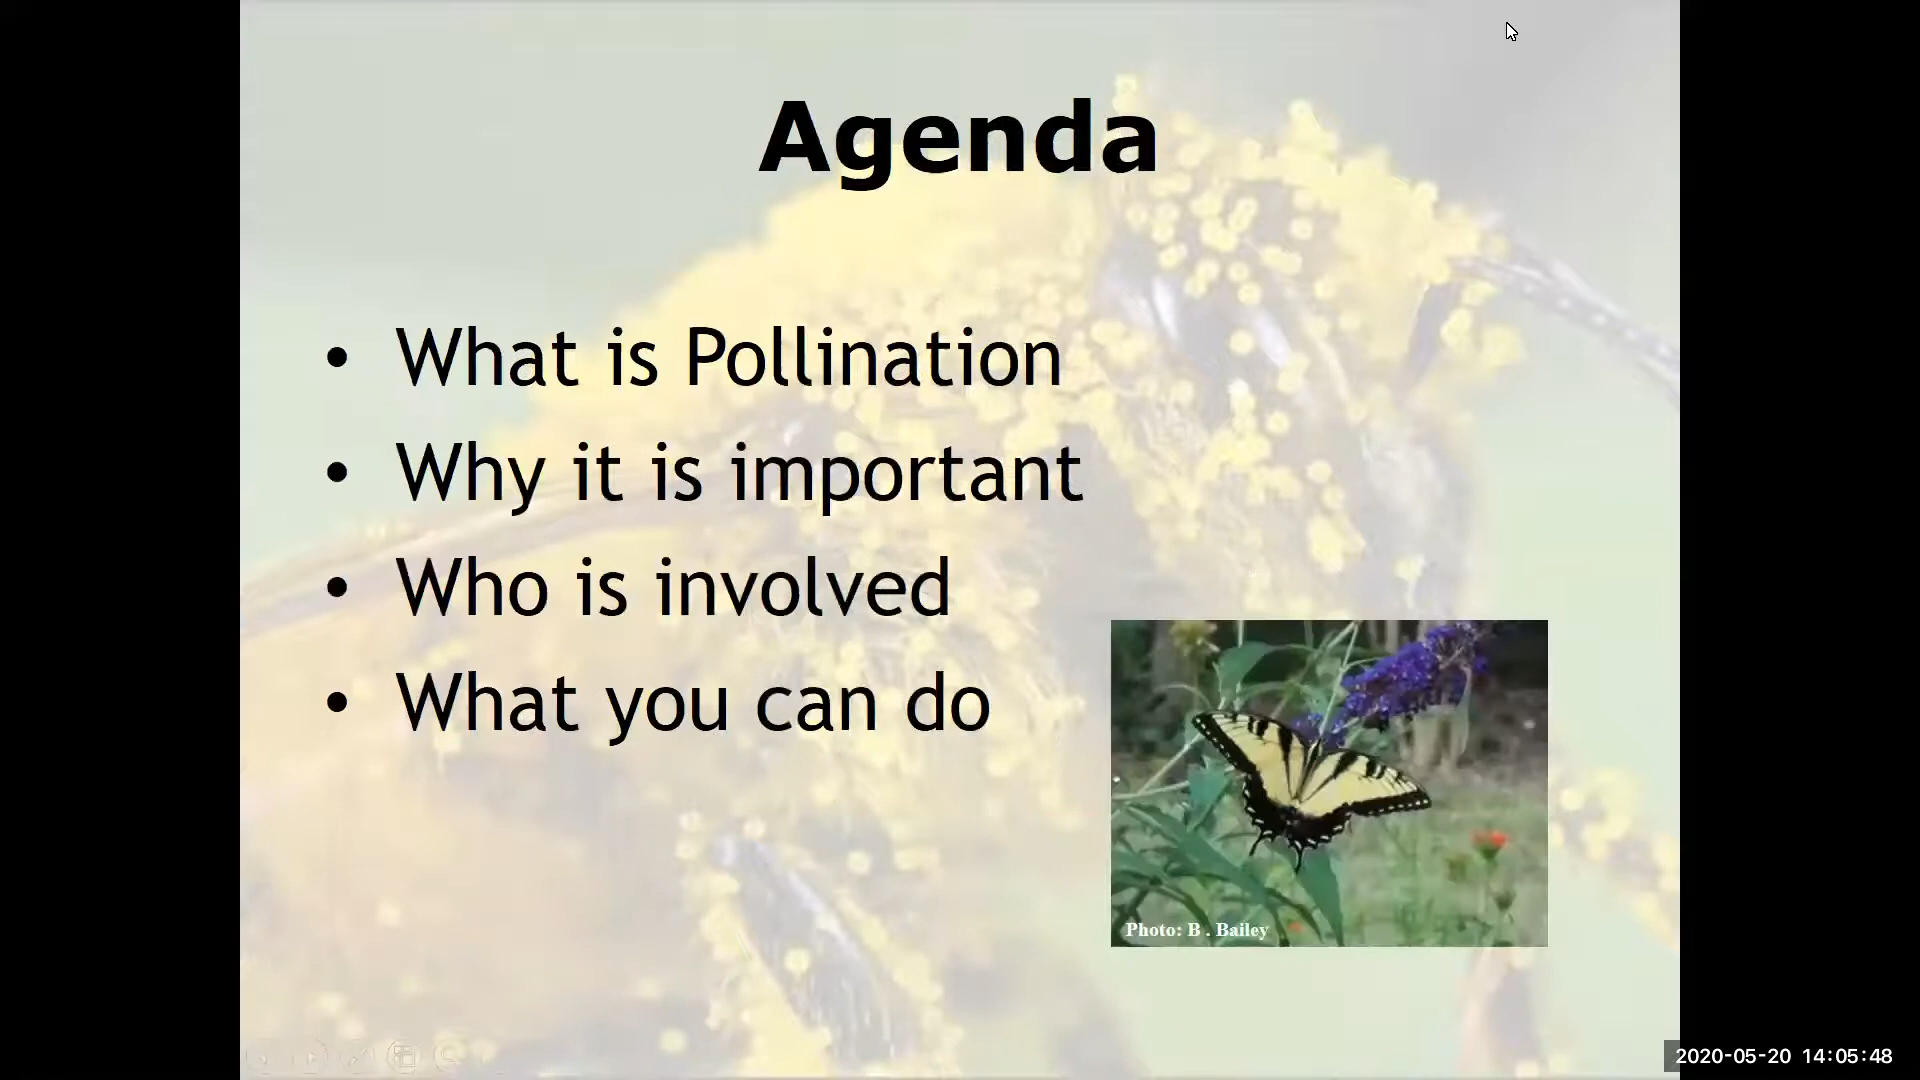 Agenda
• What is Pollination
• Why it is important
• Who is involved
• What you can do
Photo: B . Bailey
2020-05-20 14:05:48